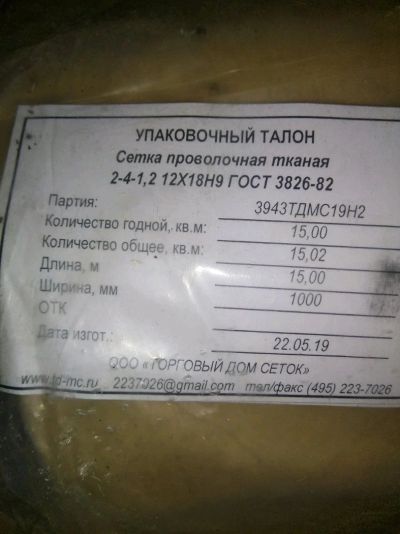 УПАКОВОЧНЫЙ ТАЛОН
Сетка проволочная тканая
2-4-1,2 12Х18Н9 ГОСТ 3826-82
Партия: 3943ТДМС19Н2
Количество годной, кв.м: 15,00
Количество общее, кв.м: 15,02
Длина, м 15,00
Ширина, мм 1000
ОТК
Дата изгот.: 22.05.19
ООО «ТОРГОВЫЙ ДОМ СЕТОК»
www.td-mc.ru 2237026@gmail.com тел/факс (495) 223-7026